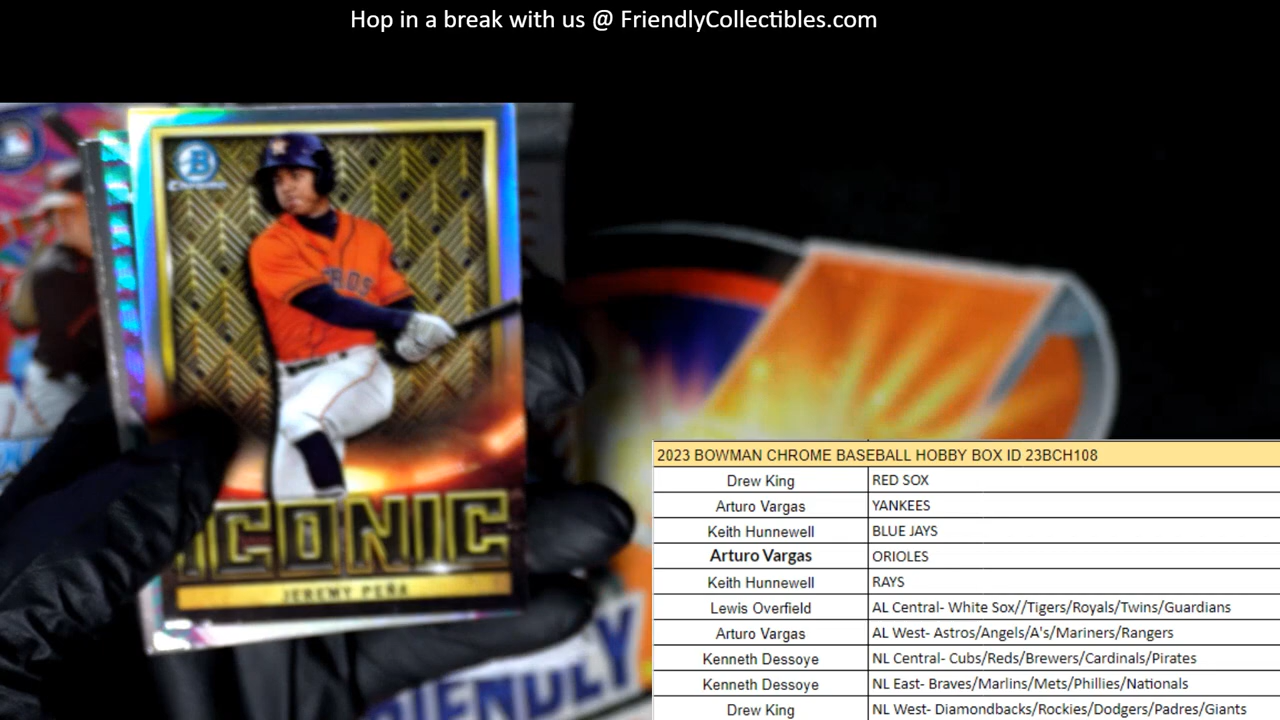 Hop in a break with us @ FriendlyCollectibles.com
B
Chrome
ICONIC
JEREMY PEÑA
FRIENDLY
2023 BOWMAN CHROME BASEBALL HOBBY BOX ID 23BCH108
Drew King RED SOX
Arturo Vargas YANKEES
Keith Hunnewell BLUE JAYS
Arturo Vargas ORIOLES
Keith Hunnewell RAYS
Lewis Overfield AL Central- White Sox//Tigers/Royals/Twins/Guardians
Arturo Vargas AL West- Astros/Angels/A's/Mariners/Rangers
Kenneth Dessoye NL Central- Cubs/Reds/Brewers/Cardinals/Pirates
Kenneth Dessoye NL East- Braves/Marlins/Mets/Phillies/Nationals
Drew King NL West- Diamondbacks/Rockies/Dodgers/Padres/Giants